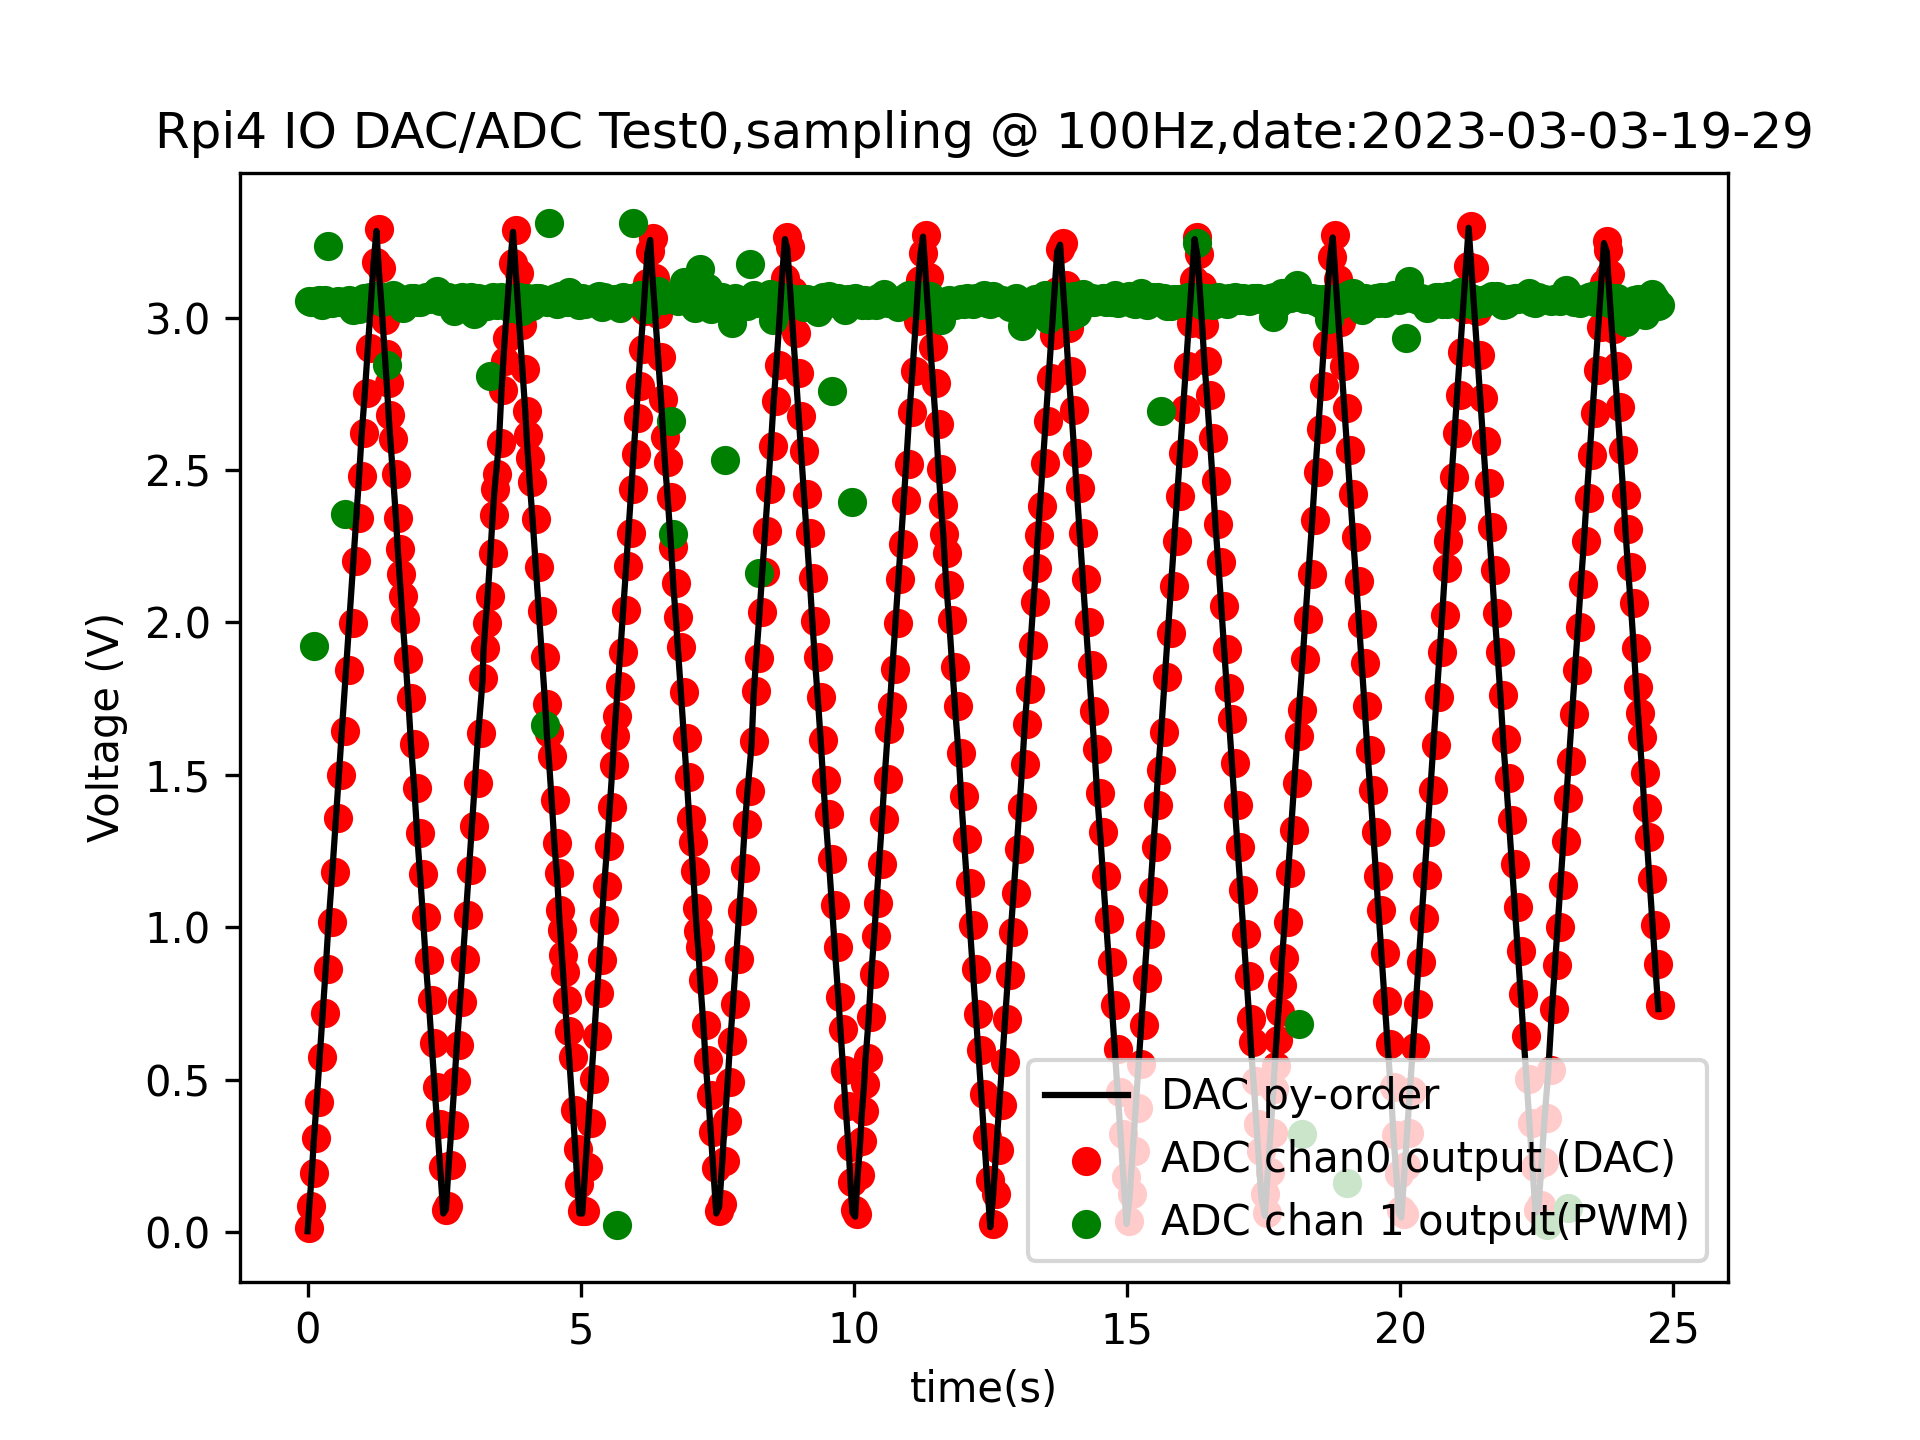 Rpi4 IO DAC/ADC Test0,sampling @ 100Hz,date:2023-03-03-19-29
Voltage (V)
3.0
2.5
2.0
1.5
1.0
0.5
0.0
DAC py-order
ADC chan0 output (DAC)
ADC chan 1 output(PWM)
0 5 10 15 20 25
time(s)